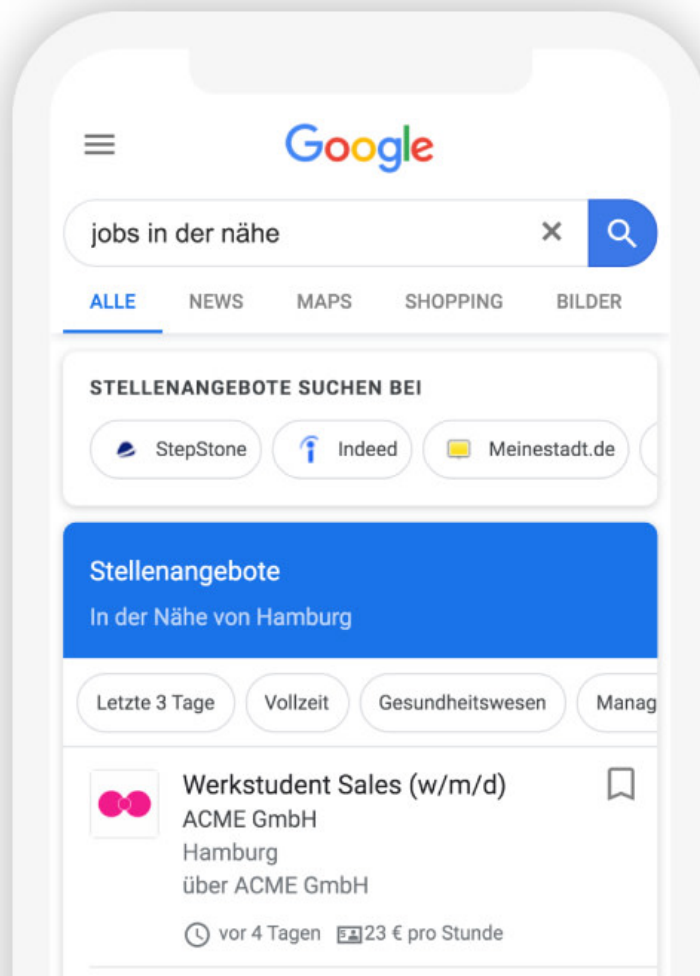 Google
jobs in der nähe
ALLE NEWS MAPS SHOPPING BILDER
STELLENANGEBOTE SUCHEN BEI
StepStone Indeed Meinestadt.de
Stellenangebote
In der Nähe von Hamburg
Letzte 3 Tage Vollzeit Gesundheitswesen Manag
Werkstudent Sales (w/m/d)
ACME GmbH
Hamburg
über ACME GmbH
vor 4 Tagen 23 € pro Stunde